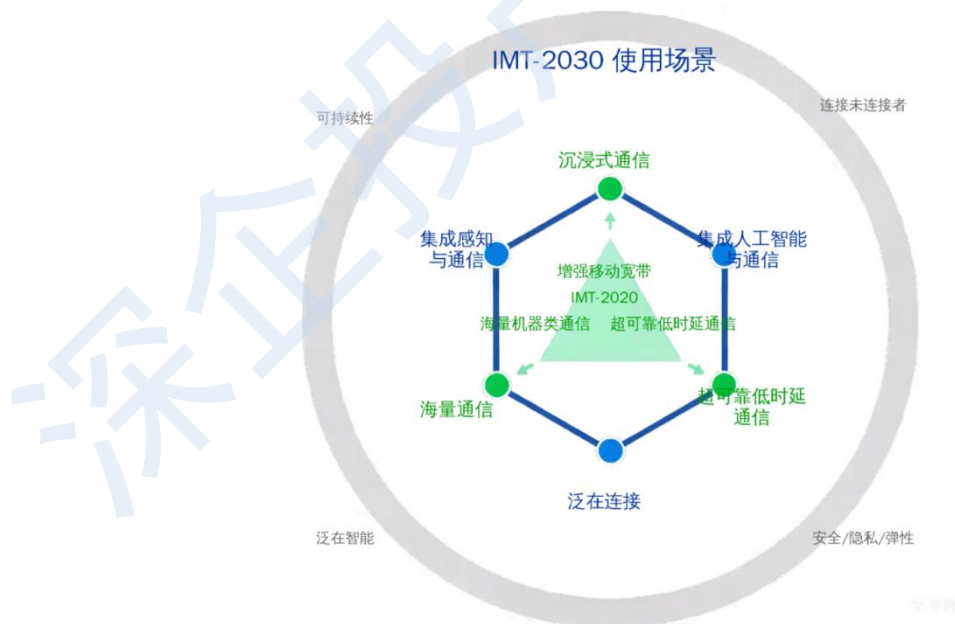 IMT-2030 使用场景
可持续性
连接未连接者
沉浸式通信
集成感知
与通信
集成人工智能
与通信
增强移动宽带
IMT-2020
海量机器类通信
超可靠低时延通信
海量通信
超可靠低时延
通信
泛在连接
泛在智能
安全/隐私/弹性
深企投